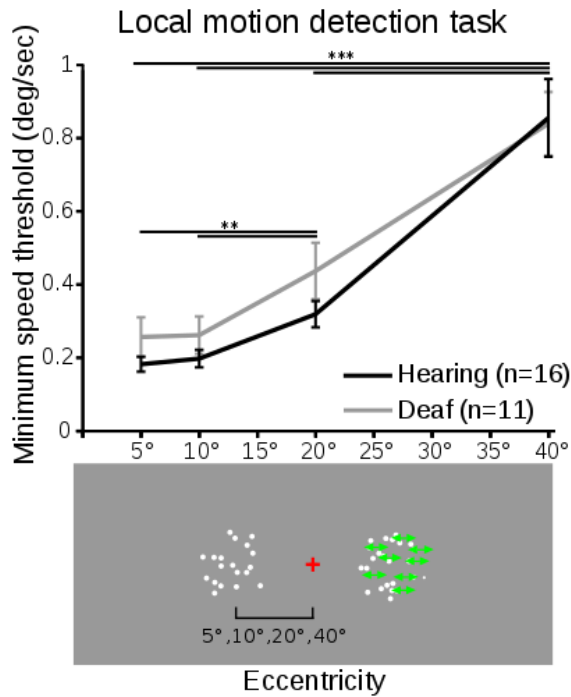 Local motion detection task
Minimum speed threshold (deg/sec)
1
***
0.8
0.6
**
0.4
0.2
Hearing (n=16)
Deaf (n=11)
0
5° 10° 15° 20° 25° 30° 35° 40°
5°,10°,20°,40°
Eccentricity